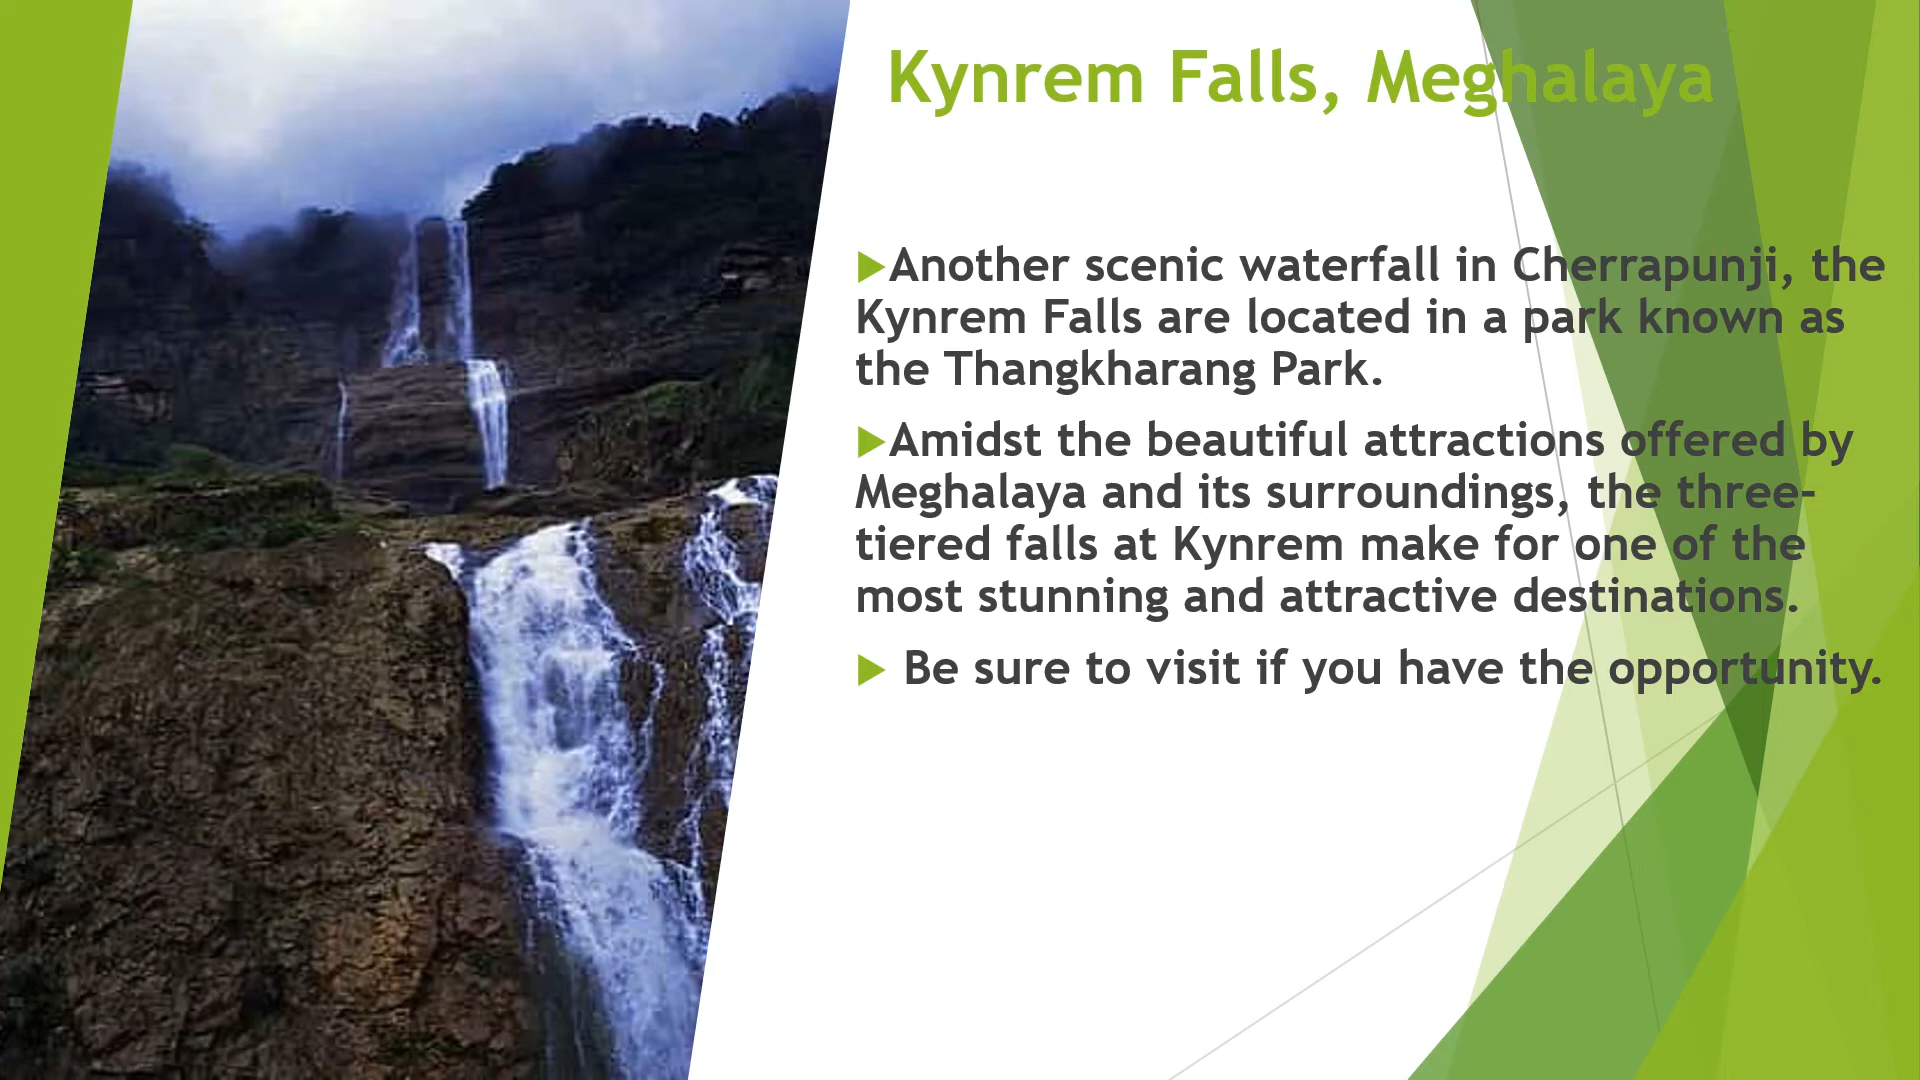 Kynrem Falls, Meghalaya
▶Another scenic waterfall in Cherrapunji, the
Kynrem Falls are located in a park known as
the Thangkharang Park.
▶Amidst the beautiful attractions offered by
Meghalaya and its surroundings, the three-
tiered falls at Kynrem make for one of the
most stunning and attractive destinations.
▶ Be sure to visit if you have the opportunity.